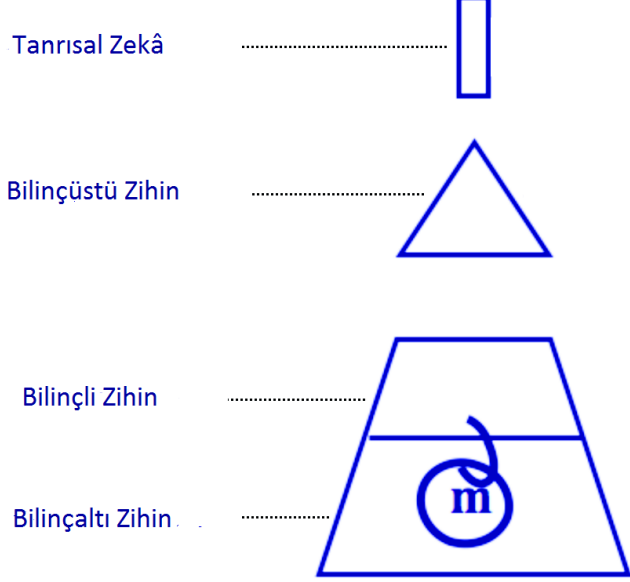 Tanrısal Zekâ
Bilinçüstü Zihin
Bilinçli Zihin
m
Bilinçaltı Zihin